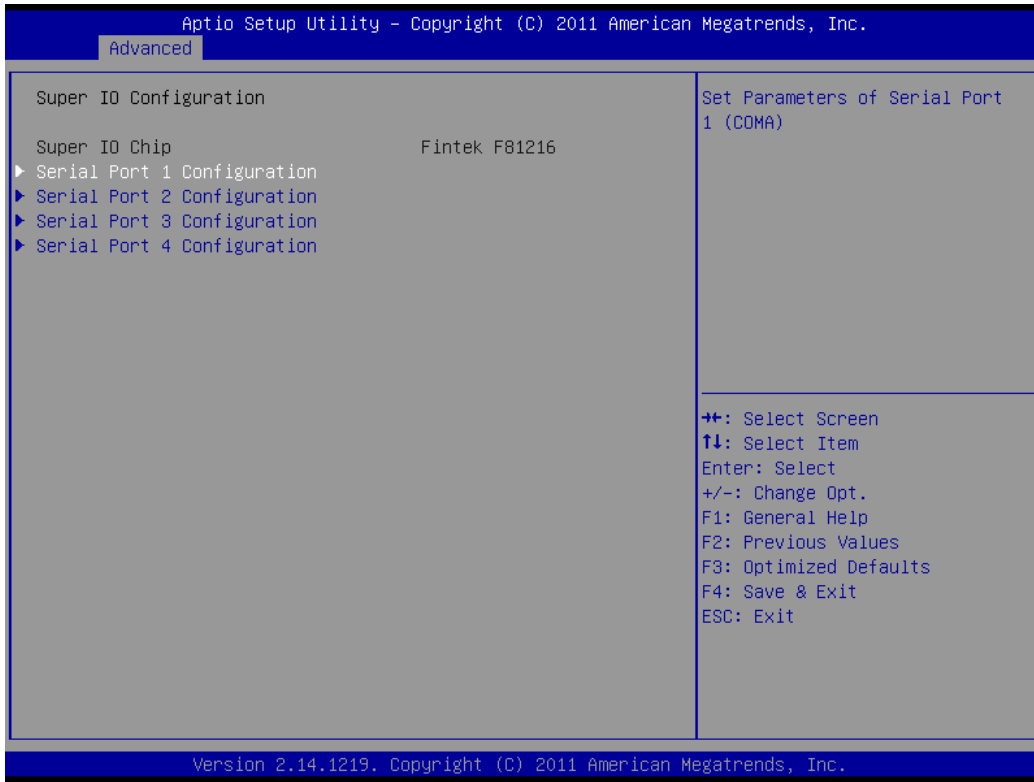 Aptio Setup Utility – Copyright (C) 2011 American Megatrends, Inc.
Advanced
Super IO Configuration
Super IO Chip Fintek F81216
▶ Serial Port 1 Configuration
▶ Serial Port 2 Configuration
▶ Serial Port 3 Configuration
▶ Serial Port 4 Configuration
Set Parameters of Serial Port
1 (COMA)
→←: Select Screen
↑↓: Select Item
Enter: Select
+/-: Change Opt.
F1: General Help
F2: Previous Values
F3: Optimized Defaults
F4: Save & Exit
ESC: Exit
Version 2.14.1219. Copyright (C) 2011 American Megatrends, Inc.